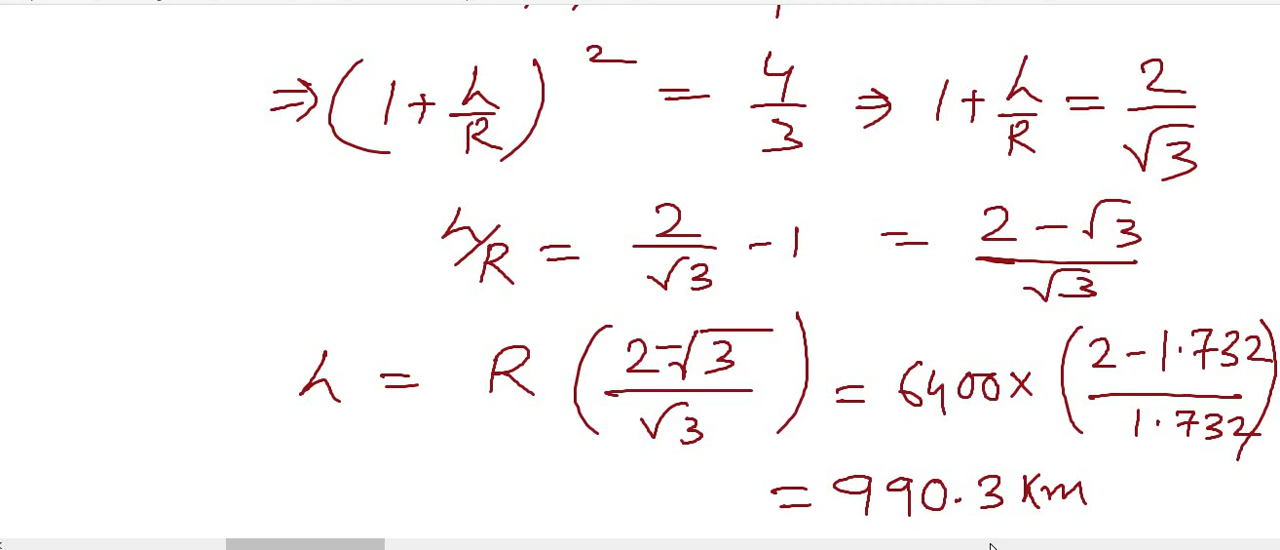 ⇒ (1 + h/R)² = 4/3 ⇒ 1 + h/R = 2/√3
h/R = 2/√3 - 1 = (2 - √3)/√3
h = R ((2 - √3)/√3) = 6400 × ((2 - 1.732)/1.732)
= 990.3 Km